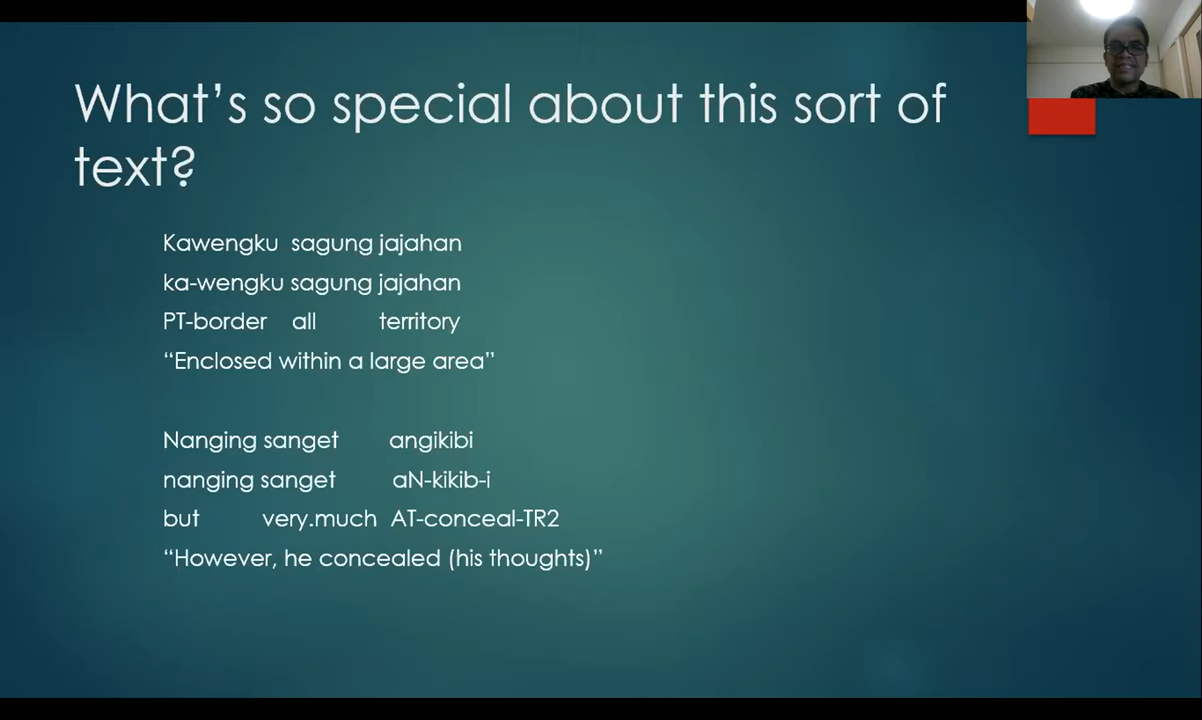 What's so special about this sort of
text?
Kawengku sagung jajahan
ka-wengku sagung jajahan
PT-border all territory
“Enclosed within a large area”
Nanging sanget angikibi
nanging sanget aN-kikib-i
but very.much AT-conceal-TR2
“However, he concealed (his thoughts)”